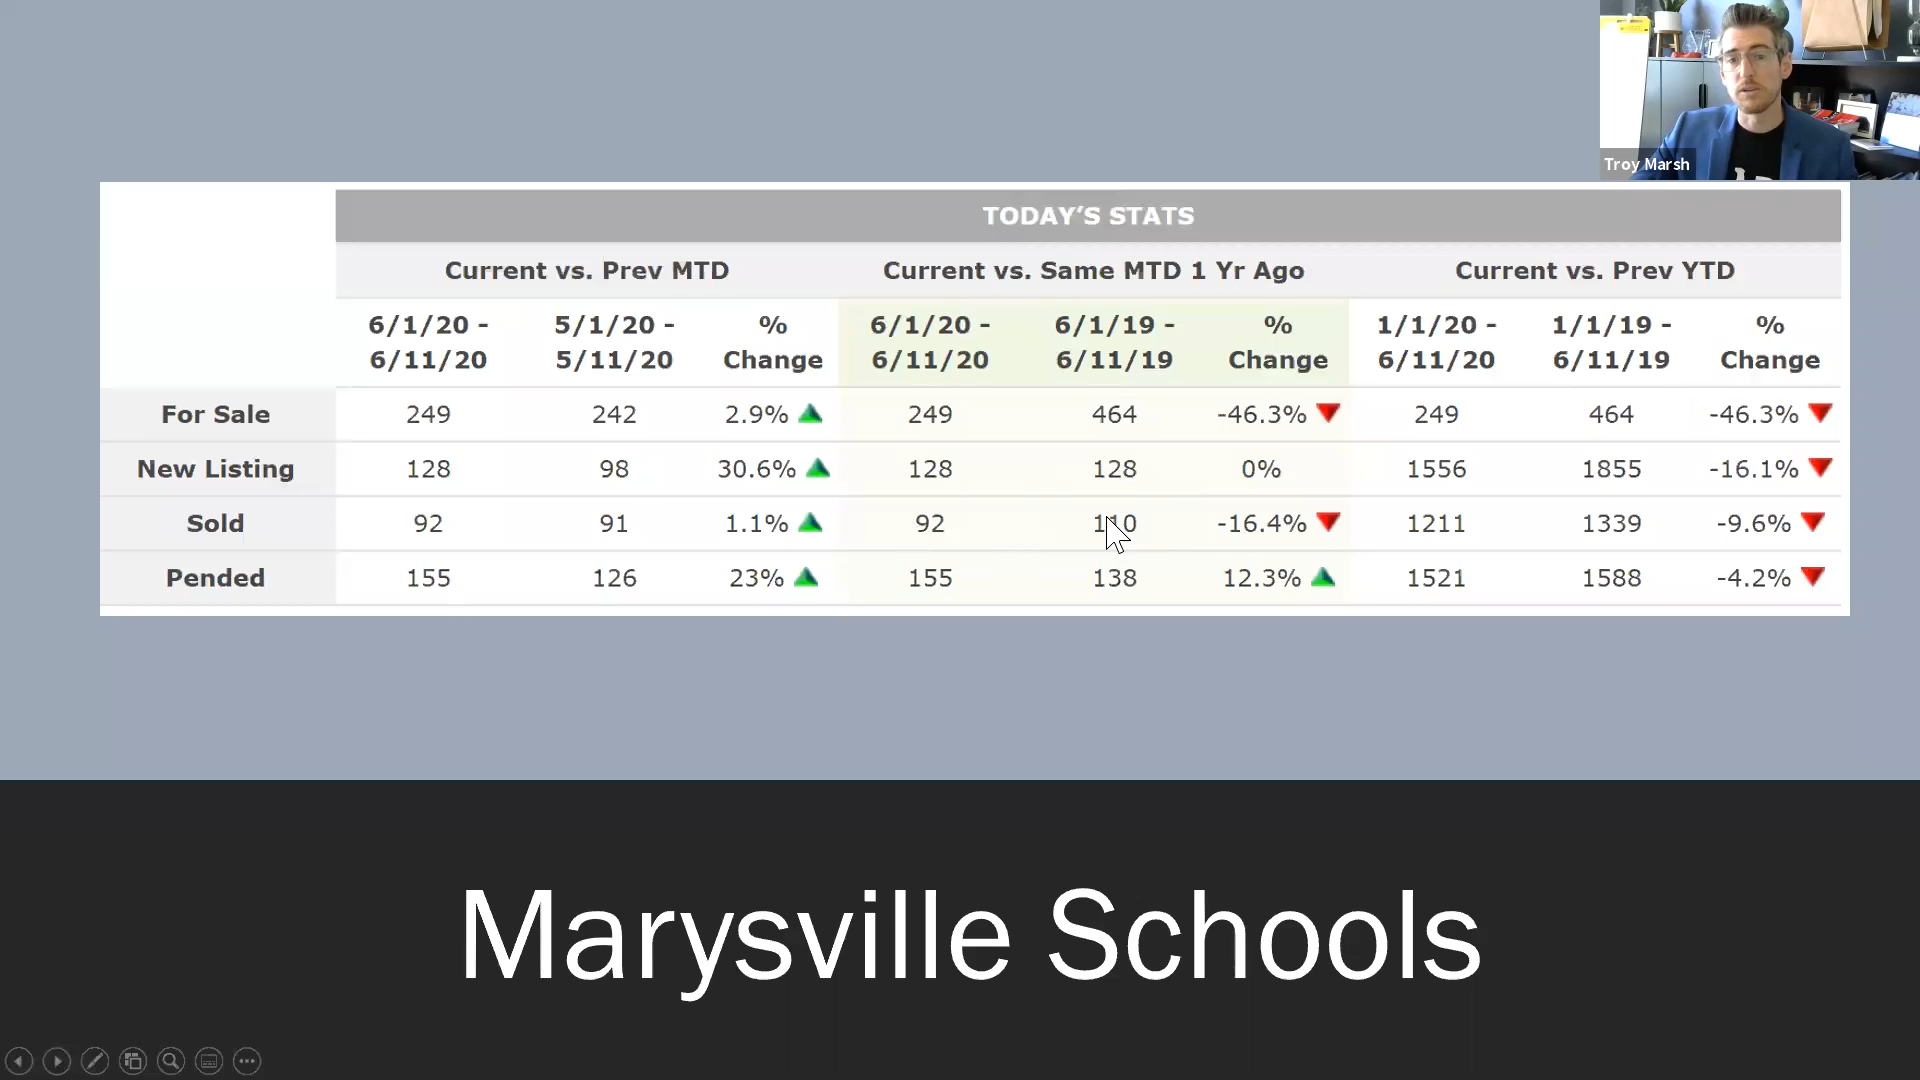 Troy Marsh
TODAY'S STATS
Current vs. Prev MTD Current vs. Same MTD 1 Yr Ago Current vs. Prev YTD
6/1/20 - 5/1/20 - % 6/1/20 - 6/1/19 - % 1/1/20 - 1/1/19 - %
6/11/20 5/11/20 Change 6/11/20 6/11/19 Change 6/11/20 6/11/19 Change
For Sale 249 242 2.9% 249 464 -46.3% 249 464 -46.3%
New Listing 128 98 30.6% 128 128 0% 1556 1855 -16.1%
Sold 92 91 1.1% 92 110 -16.4% 1211 1339 -9.6%
Pended 155 126 23% 155 138 12.3% 1521 1588 -4.2%
Marysville Schools